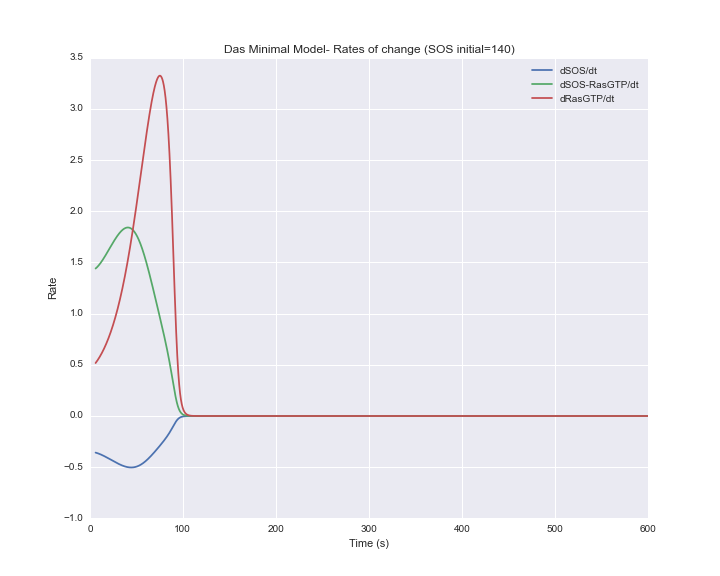 Das Minimal Model- Rates of change (SOS initial=140)
3.5
3.0
2.5
2.0
1.5
1.0
0.5
0.0
−0.5
−1.0
Rate
dSOS/dt
dSOS-RasGTP/dt
dRasGTP/dt
0 100 200 300 400 500 600
Time (s)